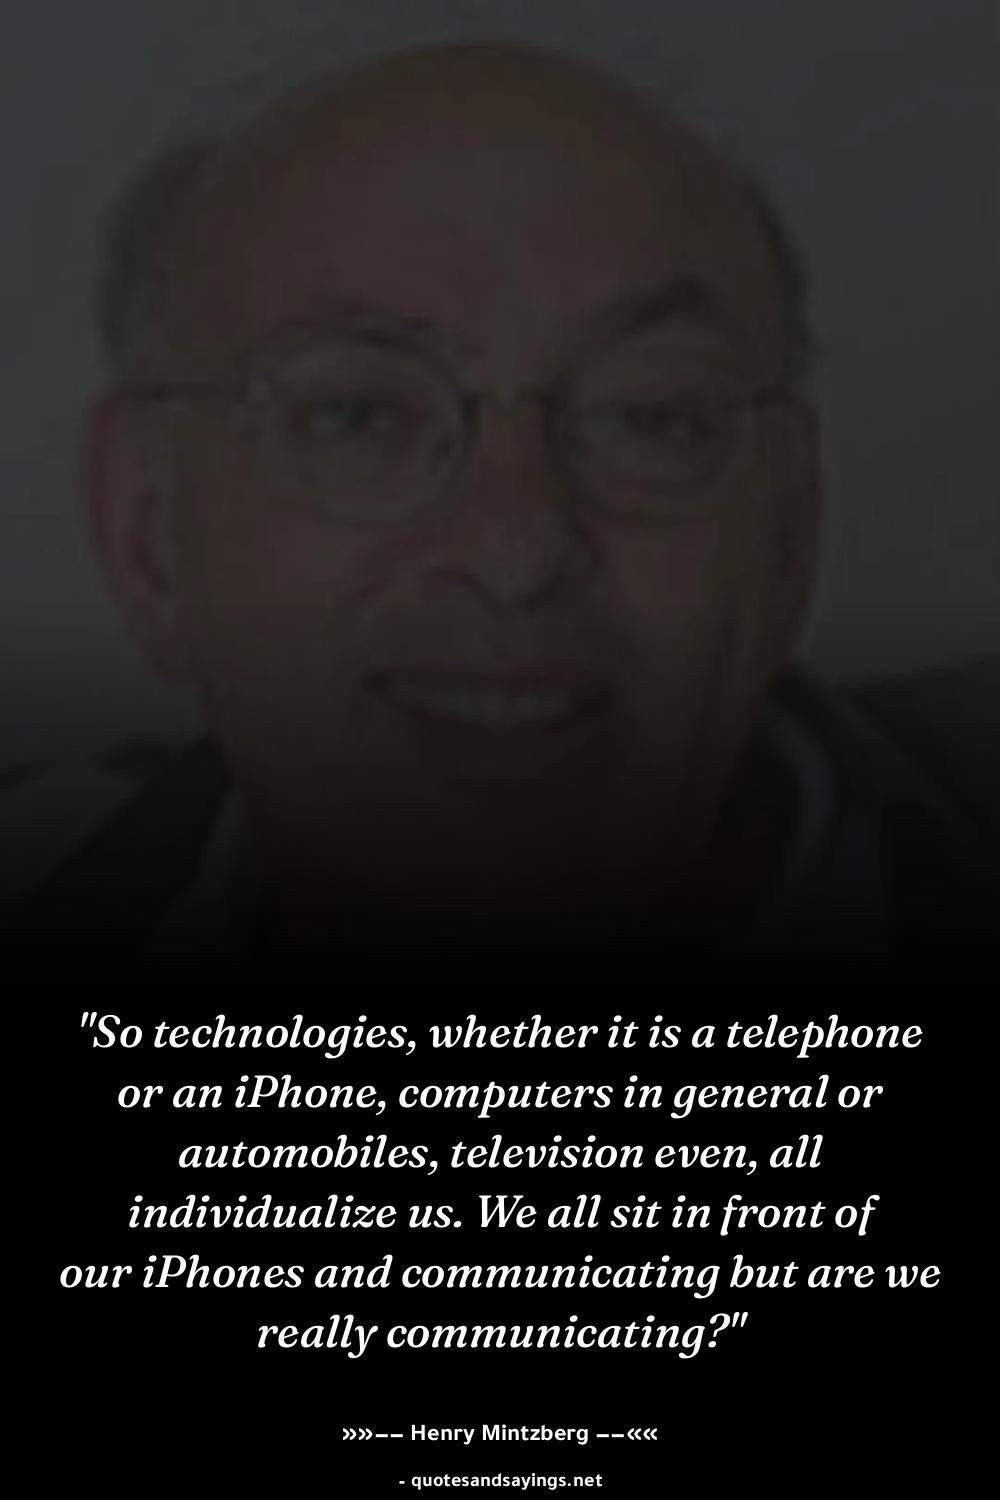 "So technologies, whether it is a telephone
or an iPhone, computers in general or
automobiles, television even, all
individualize us. We all sit in front of
our iPhones and communicating but are we
really communicating?"
»»–– Henry Mintzberg ––««
- quotesandsayings.net